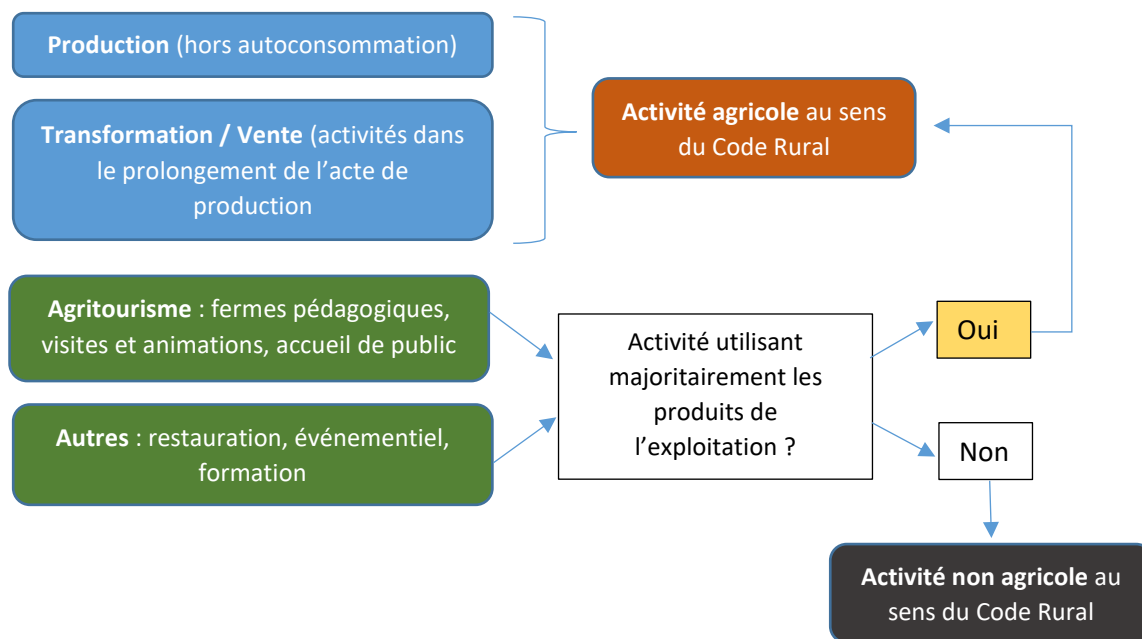 Production (hors autoconsommation)
Transformation / Vente (activités dans
le prolongement de l’acte de
production
Activité agricole au sens
du Code Rural
Agritourisme : fermes pédagogiques,
visites et animations, accueil de public
Autres : restauration, événementiel,
formation
Activité utilisant
majoritairement les
produits de
l’exploitation ?
Oui
Non
Activité non agricole au
sens du Code Rural